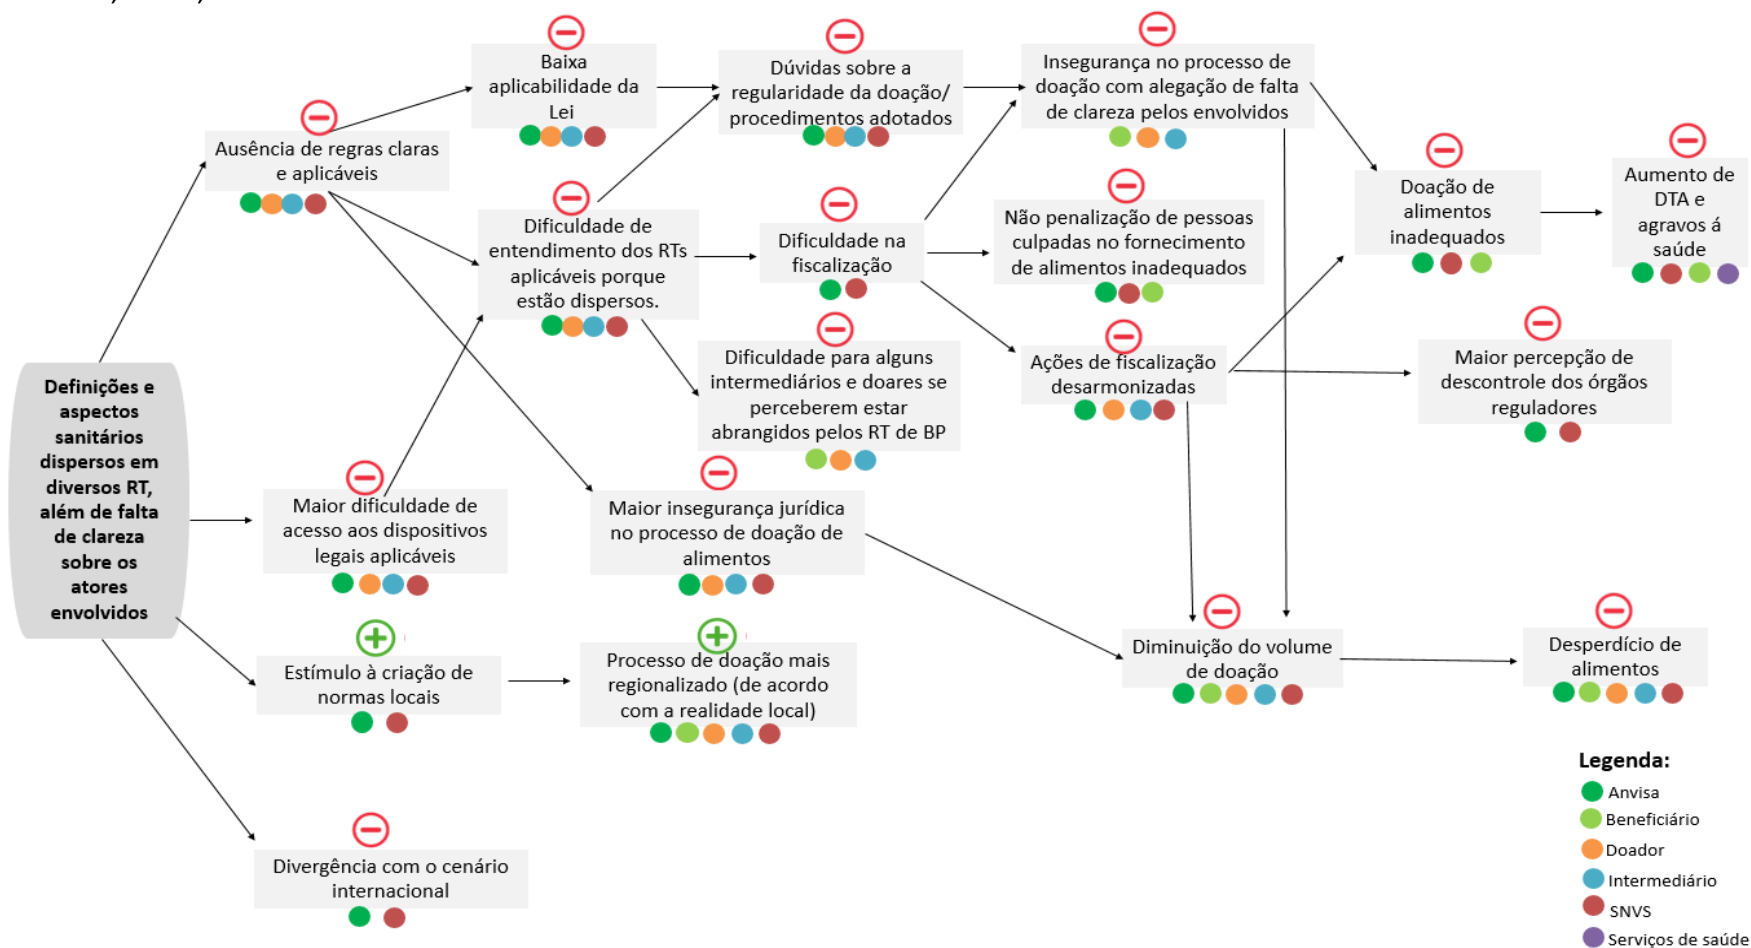 Baixa
aplicabilidade da
Lei
Dúvidas sobre a
regularidade da doação/
procedimentos adotados
Insegurança no processo de
doação com alegação de falta
de clareza pelos envolvidos
Ausência de regras claras
e aplicáveis
Dificuldade de
entendimento dos RTs
aplicáveis porque
estão dispersos.
Dificuldade na
fiscalização
Não penalização de pessoas
culpadas no fornecimento
de alimentos inadequados
Doação de
alimentos
inadequados
Aumento de
DTA e
agravos á
saúde
Dificuldade para alguns
intermediários e doares se
perceberem estar
abrangidos pelos RT de BP
Ações de fiscalização
desarmonizadas
Maior percepção de
descontrole dos órgãos
reguladores
Definições e
aspectos
sanitários
dispersos em
diversos RT,
além de falta
de clareza
sobre os
atores
envolvidos
Maior dificuldade de
acesso aos dispositivos
legais aplicáveis
Maior insegurança jurídica
no processo de doação de
alimentos
Estímulo à criação de
normas locais
Processo de doação mais
regionalizado (de acordo
com a realidade local)
Diminuição do volume
de doação
Desperdício de
alimentos
Divergência com o cenário
internacional
Legenda:
Anvisa
Beneficiário
Doador
Intermediário
SNVS
Serviços de saúde